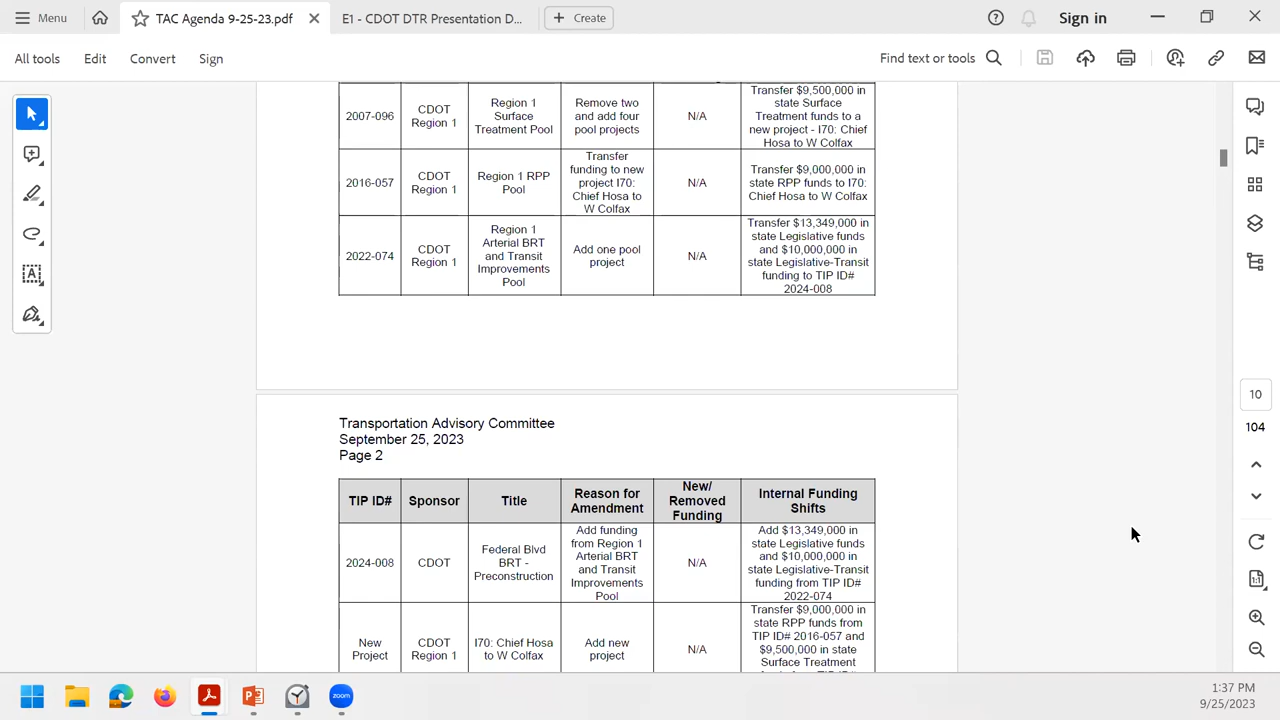 Menu
TAC Agenda 9-25-23.pdf
E1 - CDOT DTR Presentation D...
Create
Sign in
All tools
Edit
Convert
Sign
Find text or tools
2007-096
CDOT
Region 1
Region 1
Surface
Treatment Pool
Remove two
and add four
pool projects
N/A
Transfer $9,500,000 in
state Surface
Treatment funds to a
new project - I70: Chief
Hosa to W Colfax
2016-057
CDOT
Region 1
Region 1 RPP
Pool
Transfer
funding to new
project I70:
Chief Hosa to
W Colfax
N/A
Transfer $9,000,000 in
state RPP funds to I70:
Chief Hosa to W Colfax
2022-074
CDOT
Region 1
Region 1
Arterial BRT
and Transit
Improvements
Pool
Add one pool
project
N/A
Transfer $13,349,000 in
state Legislative funds
and $10,000,000 in
state Legislative-Transit
funding to TIP ID#
2024-008
Transportation Advisory Committee
September 25, 2023
Page 2
TIP ID#
Sponsor
Title
Reason for
Amendment
New/
Removed
Funding
Internal Funding
Shifts
2024-008
CDOT
Federal Blvd
BRT -
Preconstruction
Add funding
from Region 1
Arterial BRT
and Transit
Improvements
Pool
N/A
Add $13,349,000 in
state Legislative funds
and $10,000,000 in
state Legislative-Transit
funding from TIP ID#
2022-074
New
Project
CDOT
Region 1
I70: Chief Hosa
to W Colfax
Add new
project
N/A
Transfer $9,000,000 in
state RPP funds from
TIP ID# 2016-057 and
$9,500,000 in state
Surface Treatment
10
104
1:1
zoom
1:37 PM
9/25/2023